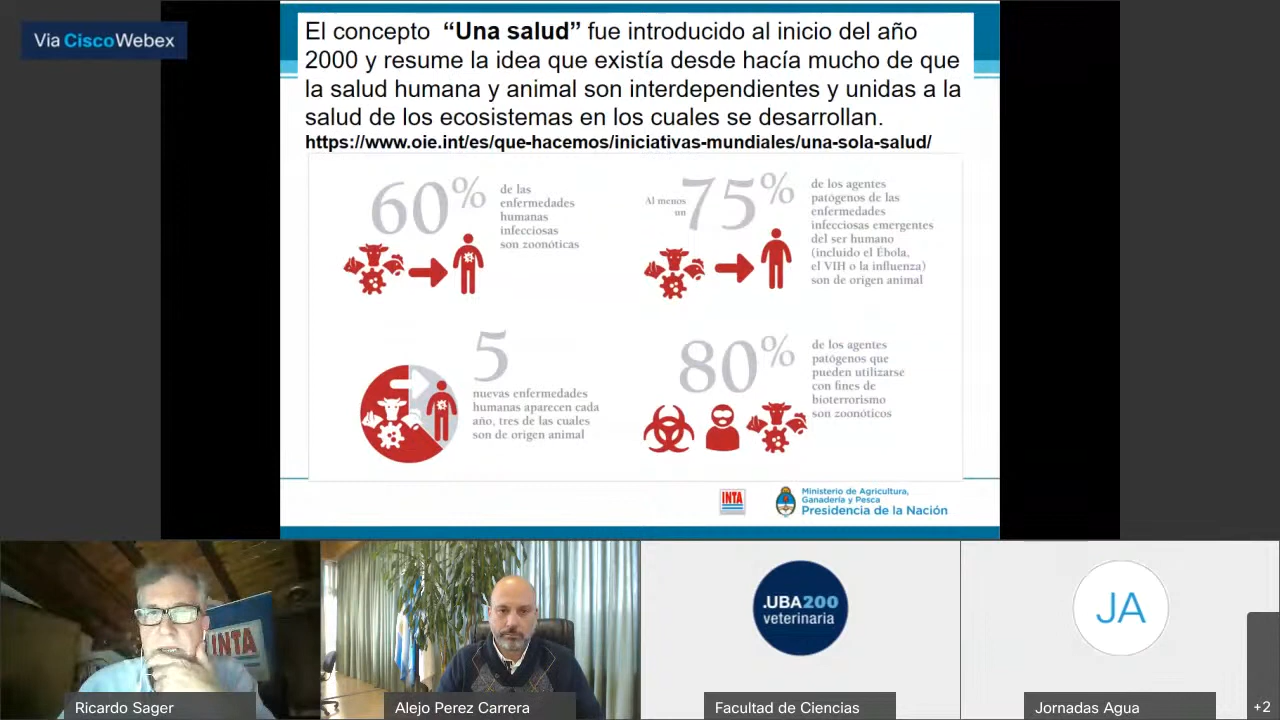 Via Cisco Webex
El concepto “Una salud” fue introducido al inicio del año
2000 y resume la idea que existía desde hacía mucho de que
la salud humana y animal son interdependientes y unidas a la
salud de los ecosistemas en los cuales se desarrollan.
https://www.oie.int/es/que-hacemos/iniciativas-mundiales/una-sola-salud/
60%
de las
enfermedades
humanas
infecciosas
son zoonóticas
Al menos
un
75%
de los agentes
patógenos de las
enfermedades
infecciosas emergentes
del ser humano
(incluido el Ébola,
el VIH o la influenza)
son de origen animal
5
nuevas enfermedades
humanas aparecen cada
año, tres de las cuales
son de origen animal
80%
de los agentes
patógenos que
pueden utilizarse
con fines de
bioterrorismo
son zoonóticos
INTA
Ministerio de Agricultura,
Ganadería y Pesca
Presidencia de la Nación
INTA
.UBA200
veterinaria
JA
Ricardo Sager
Alejo Perez Carrera
Facultad de Ciencias
Jornadas Agua
+2